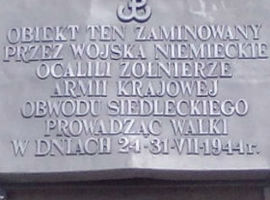 OBIEKT TEN ZAMINOWANY
PRZEZ WOJSKA NIEMIECKIE
OCALILI ŻOŁNIERZE
ARMII KRAJOWEJ
OBWODU SIEDLECKIEGO
PROWADZĄC WALKI
W DNIACH 24-31-VII-1944 r.